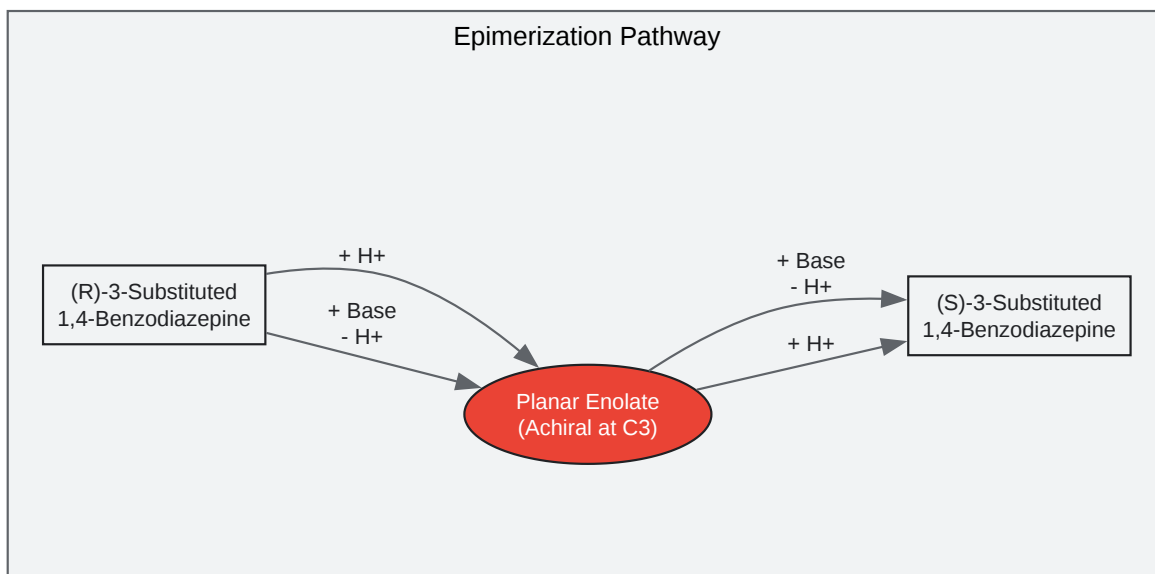 Epimerization Pathway
+ H+
+ Base
- H+
(R)-3-Substituted
1,4-Benzodiazepine
+ Base
- H+
+ H+
(S)-3-Substituted
1,4-Benzodiazepine
Planar Enolate
(Achiral at C3)